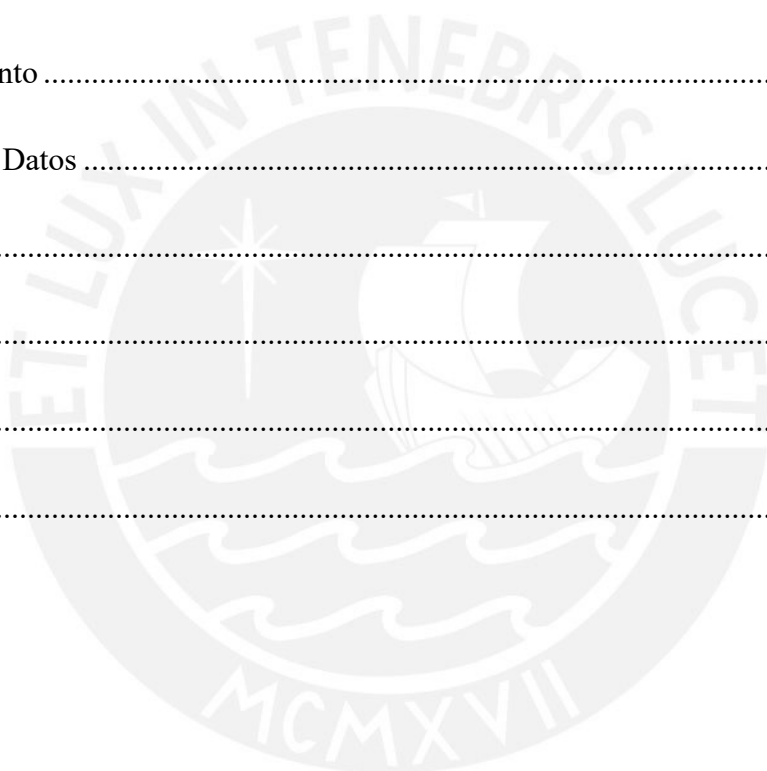 nto ................................................................................
Datos ................................................................................
................................................................................
................................................................................
................................................................................
................................................................................
ET LUX IN TENEBRIS LUCET
MCMXVII